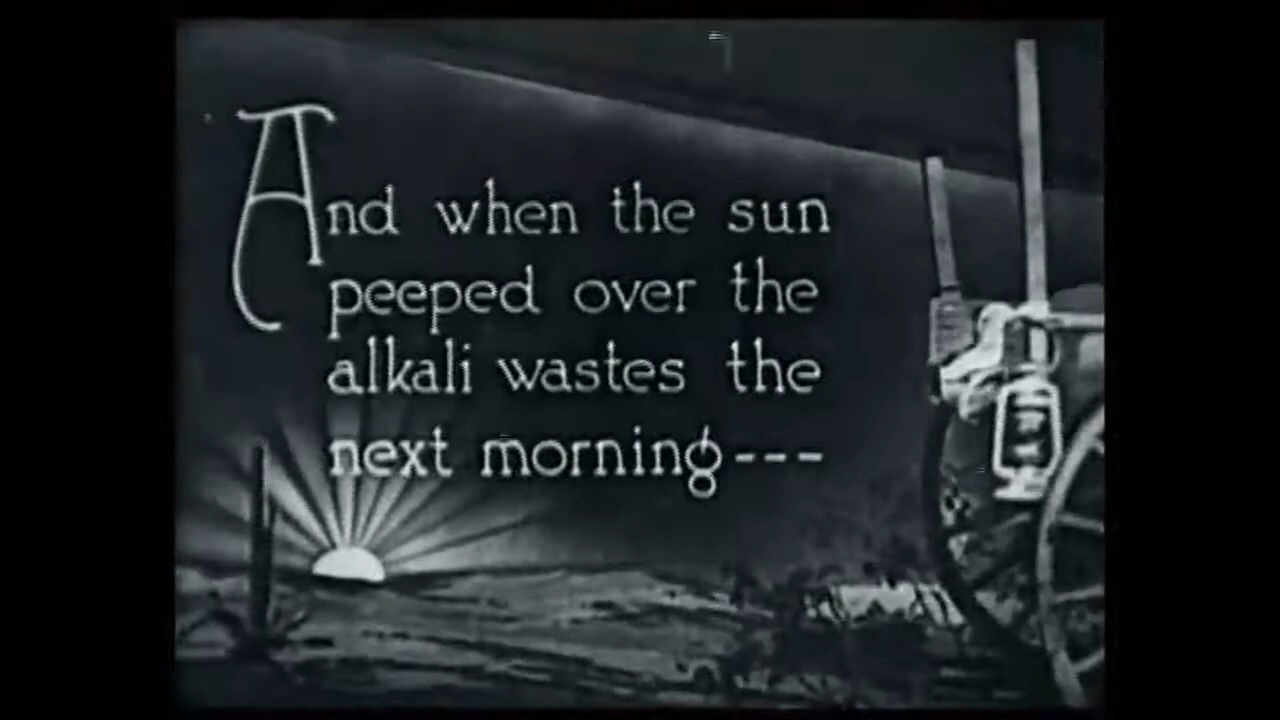 And when the sun
peeped over the
alkali wastes the
next morning---